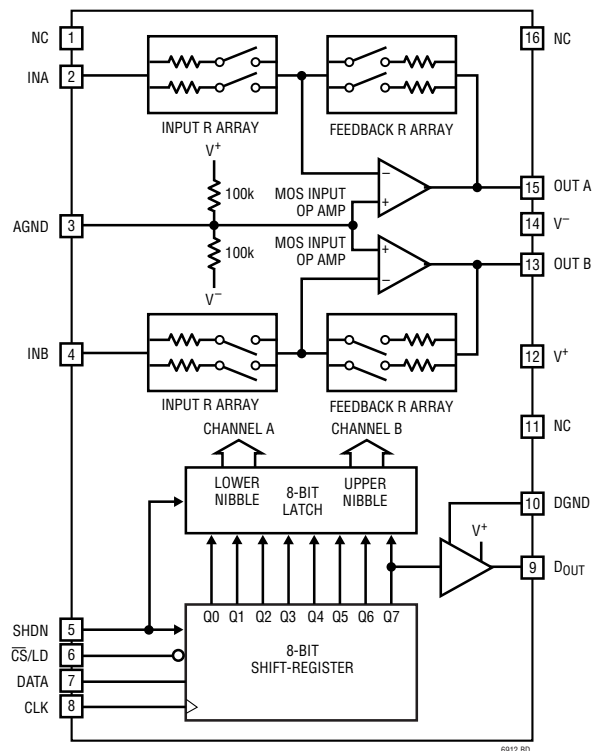 NC 1
16 NC
INA 2
INPUT R ARRAY
FEEDBACK R ARRAY
V+
100k
MOS INPUT
OP AMP
−
+
15 OUT A
AGND 3
14 V−
100k
MOS INPUT
OP AMP
+
−
13 OUT B
V−
INB 4
12 V+
INPUT R ARRAY
FEEDBACK R ARRAY
CHANNEL A
CHANNEL B
11 NC
LOWER
NIBBLE
8-BIT
LATCH
UPPER
NIBBLE
10 DGND
V+
9 DOUT
Q0 Q1 Q2 Q3 Q4 Q5 Q6 Q7
SHDN 5
C̅S̅/LD 6
DATA 7
CLK 8
8-BIT
SHIFT-REGISTER
6912 BD